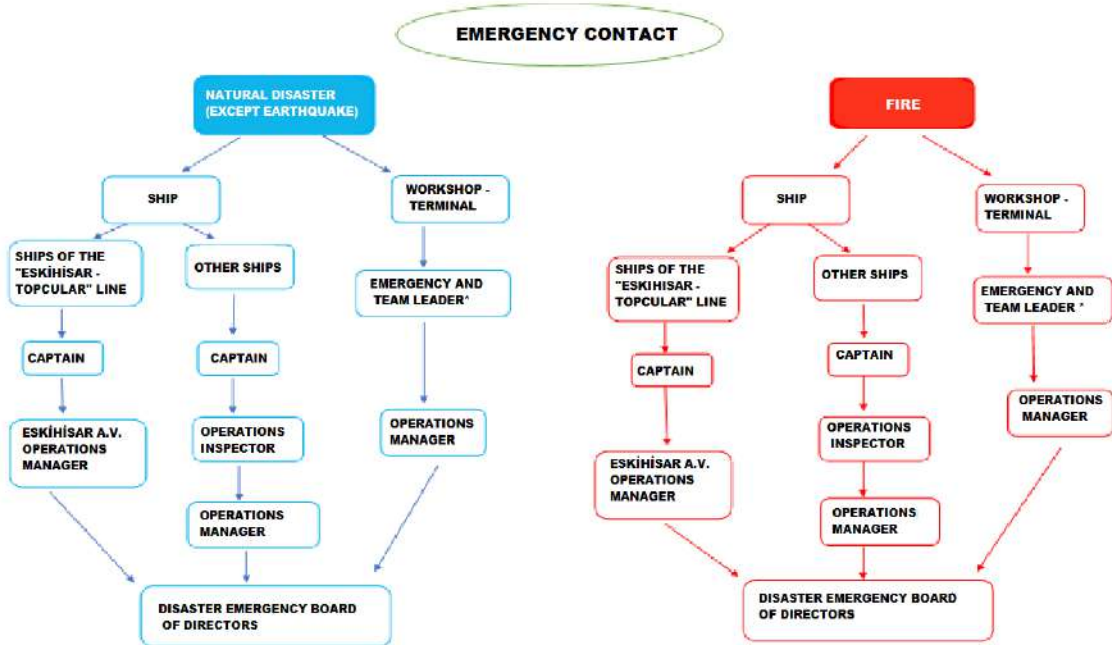 EMERGENCY CONTACT
NATURAL DISASTER
(EXCEPT EARTHQUAKE)
SHIP
WORKSHOP -
TERMINAL
SHIPS OF THE
"ESKİHİSAR -
TOPCULAR" LINE
OTHER SHIPS
EMERGENCY AND
TEAM LEADER*
CAPTAIN
CAPTAIN
ESKİHİSAR A.V.
OPERATIONS
MANAGER
OPERATIONS
INSPECTOR
OPERATIONS
MANAGER
OPERATIONS
MANAGER
DISASTER EMERGENCY BOARD
OF DIRECTORS
FIRE
SHIP
WORKSHOP -
TERMINAL
SHIPS OF THE
"ESKIHISAR -
TOPCULAR" LINE
OTHER SHIPS
EMERGENCY AND
TEAM LEADER *
CAPTAIN
CAPTAIN
ESKİHİSAR A.V.
OPERATIONS
MANAGER
OPERATIONS
INSPECTOR
OPERATIONS
MANAGER
OPERATIONS
MANAGER
DISASTER EMERGENCY BOARD
OF DIRECTORS